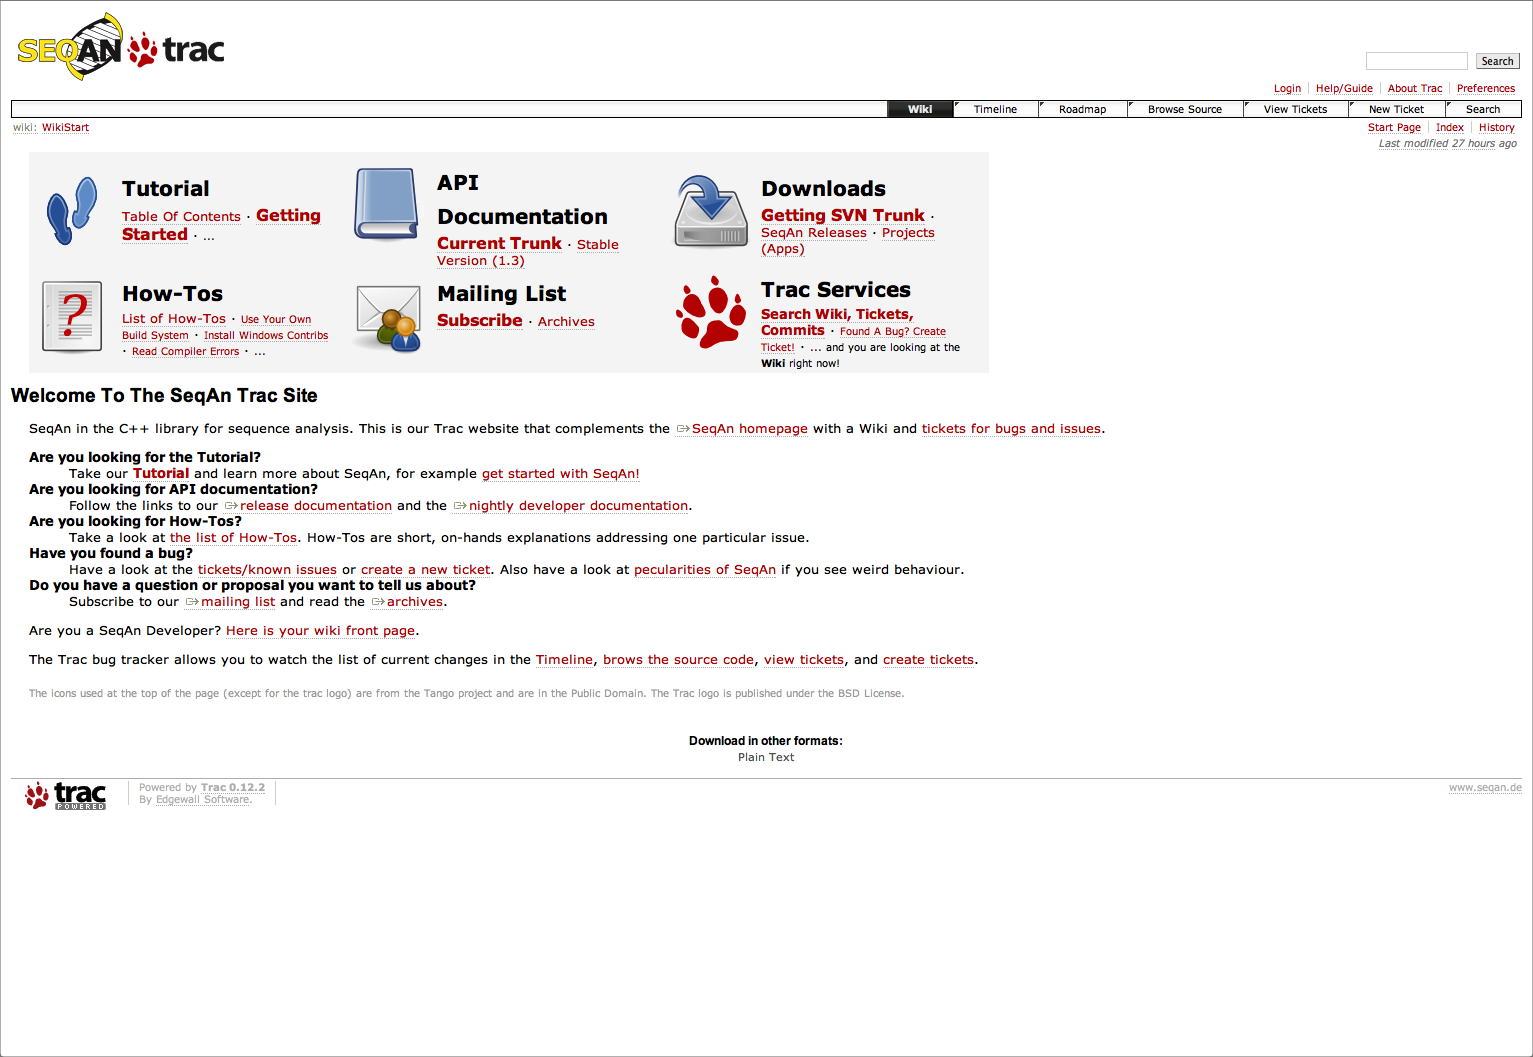 SEQAN trac
Search
Login Help/Guide About Trac Preferences
Wiki Timeline Roadmap Browse Source View Tickets New Ticket Search
wiki: WikiStart
Start Page Index History
Last modified 27 hours ago
Tutorial
Table Of Contents · Getting
Started · ...
API
Documentation
Current Trunk · Stable
Version (1.3)
Downloads
Getting SVN Trunk ·
SeqAn Releases · Projects
(Apps)
?
How-Tos
List of How-Tos · Use Your Own
Build System · Install Windows Contribs
· Read Compiler Errors · ...
Mailing List
Subscribe · Archives
Trac Services
Search Wiki, Tickets,
Commits · Found A Bug? Create
Ticket! · ... and you are looking at the
Wiki right now!
Welcome To The SeqAn Trac Site
SeqAn in the C++ library for sequence analysis. This is our Trac website that complements the SeqAn homepage with a Wiki and tickets for bugs and issues.
Are you looking for the Tutorial?
Take our Tutorial and learn more about SeqAn, for example get started with SeqAn!
Are you looking for API documentation?
Follow the links to our release documentation and the nightly developer documentation.
Are you looking for How-Tos?
Take a look at the list of How-Tos. How-Tos are short, on-hands explanations addressing one particular issue.
Have you found a bug?
Have a look at the tickets/known issues or create a new ticket. Also have a look at pecularities of SeqAn if you see weird behaviour.
Do you have a question or proposal you want to tell us about?
Subscribe to our mailing list and read the archives.
Are you a SeqAn Developer? Here is your wiki front page.
The Trac bug tracker allows you to watch the list of current changes in the Timeline, brows the source code, view tickets, and create tickets.
The icons used at the top of the page (except for the trac logo) are from the Tango project and are in the Public Domain. The Trac logo is published under the BSD License.
Download in other formats:
Plain Text
trac POWERED
Powered by Trac 0.12.2
By Edgewall Software.
www.seqan.de